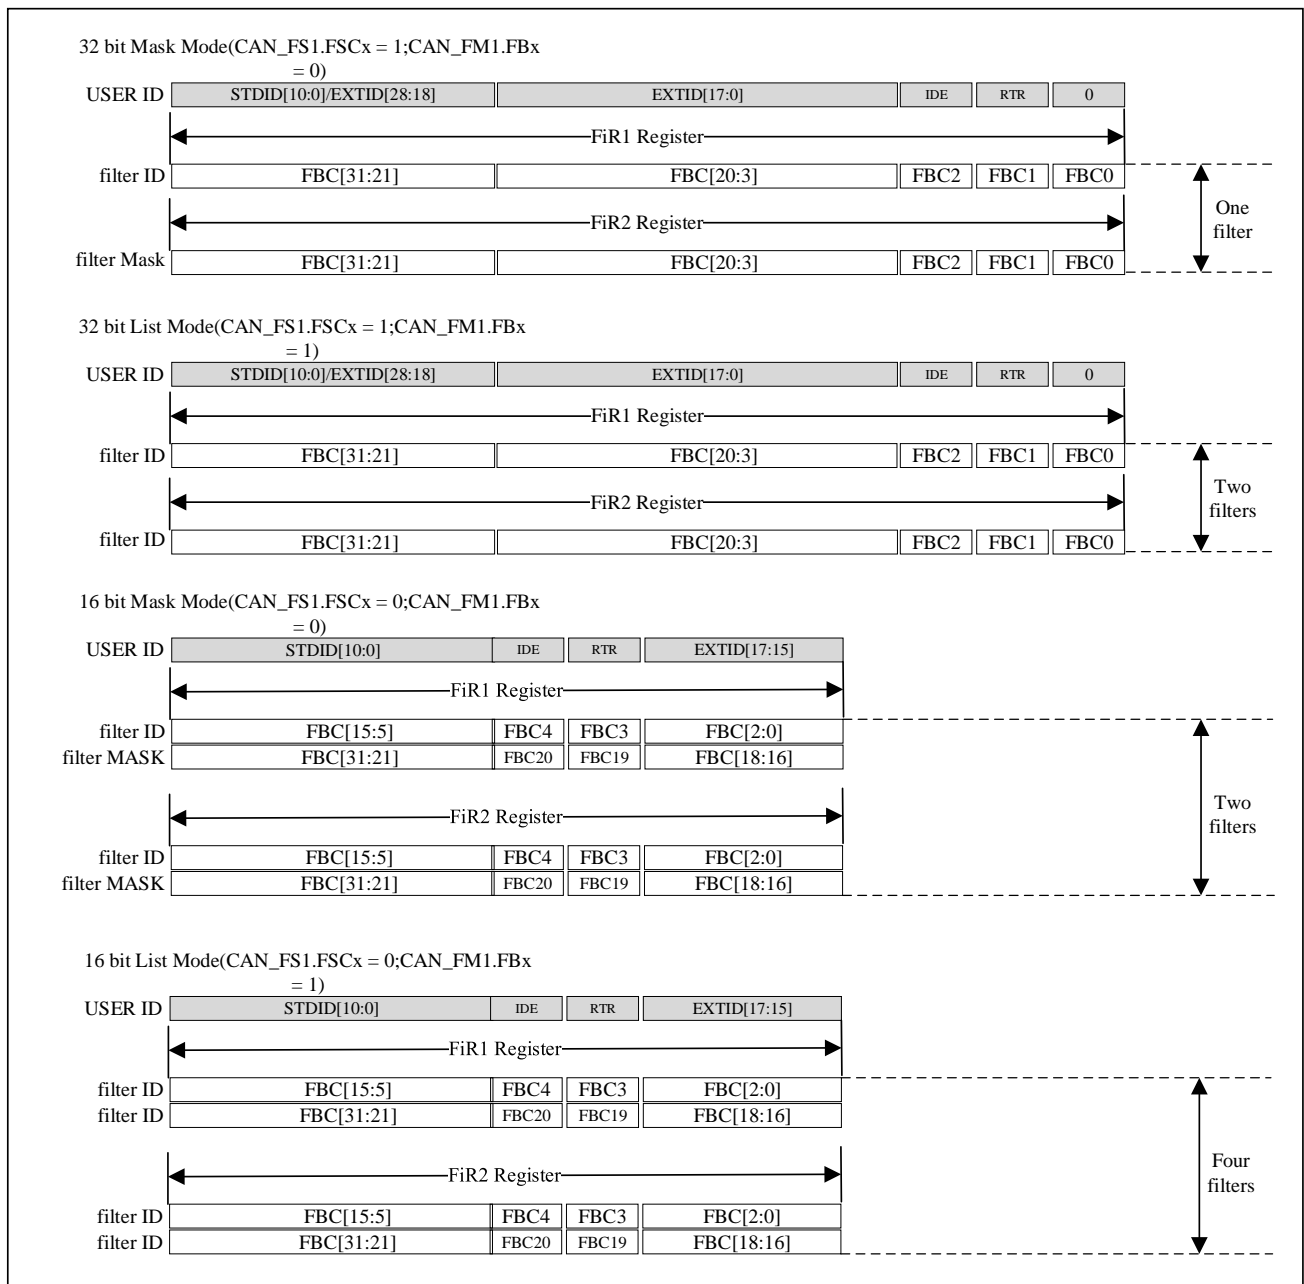 32 bit Mask Mode(CAN_FS1.FSCx = 1;CAN_FM1.FBx
= 0)
USER ID STDID[10:0]/EXTID[28:18] EXTID[17:0] IDE RTR 0
FiR1 Register
filter ID FBC[31:21] FBC[20:3] FBC2 FBC1 FBC0
FiR2 Register
One
filter
filter Mask FBC[31:21] FBC[20:3] FBC2 FBC1 FBC0
32 bit List Mode(CAN_FS1.FSCx = 1;CAN_FM1.FBx
= 1)
USER ID STDID[10:0]/EXTID[28:18] EXTID[17:0] IDE RTR 0
FiR1 Register
filter ID FBC[31:21] FBC[20:3] FBC2 FBC1 FBC0
FiR2 Register
Two
filters
filter ID FBC[31:21] FBC[20:3] FBC2 FBC1 FBC0
16 bit Mask Mode(CAN_FS1.FSCx = 0;CAN_FM1.FBx
= 0)
USER ID STDID[10:0] IDE RTR EXTID[17:15]
FiR1 Register
filter ID FBC[15:5] FBC4 FBC3 FBC[2:0]
filter MASK FBC[31:21] FBC20 FBC19 FBC[18:16]
FiR2 Register
Two
filters
filter ID FBC[15:5] FBC4 FBC3 FBC[2:0]
filter MASK FBC[31:21] FBC20 FBC19 FBC[18:16]
16 bit List Mode(CAN_FS1.FSCx = 0;CAN_FM1.FBx
= 1)
USER ID STDID[10:0] IDE RTR EXTID[17:15]
FiR1 Register
filter ID FBC[15:5] FBC4 FBC3 FBC[2:0]
filter ID FBC[31:21] FBC20 FBC19 FBC[18:16]
FiR2 Register
Four
filters
filter ID FBC[15:5] FBC4 FBC3 FBC[2:0]
filter ID FBC[31:21] FBC20 FBC19 FBC[18:16]